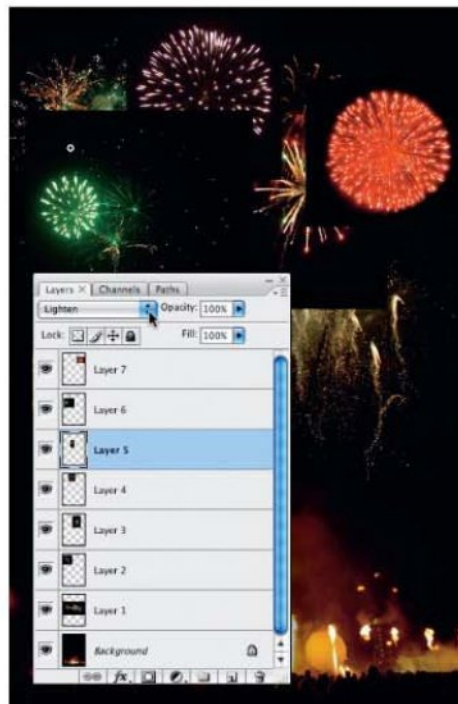 Layers × Channels Paths
Lighten Opacity: 100%
Lock: Fill: 100%
Layer 7
Layer 6
Layer 5
Layer 4
Layer 3
Layer 2
Layer 1
Background
fx.